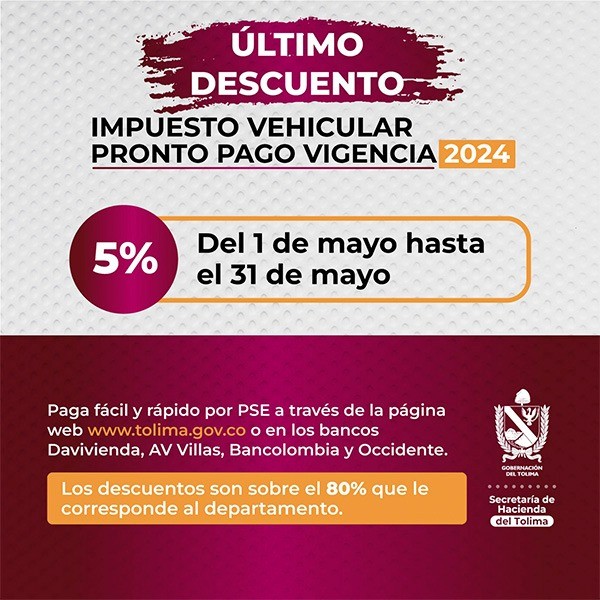 ÚLTIMO
DESCUENTO
IMPUESTO VEHICULAR
PRONTO PAGO VIGENCIA 2024
5%
Del 1 de mayo hasta
el 31 de mayo
Paga fácil y rápido por PSE a través de la página
web www.tolima.gov.co o en los bancos
Davivienda, AV Villas, Bancolombia y Occidente.
Los descuentos son sobre el 80% que le
corresponde al departamento.
GOBERNACIÓN
DEL TOLIMA
Secretaría de
Hacienda
del Tolima